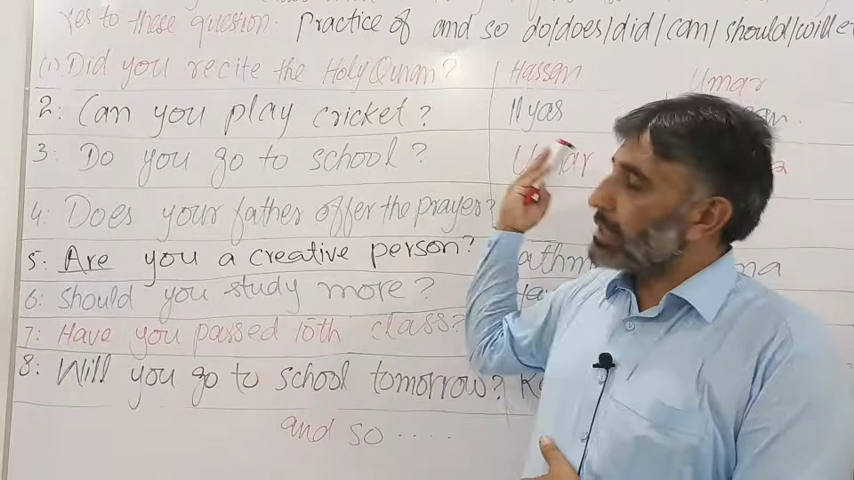 Yes to these question. Practice of and so do/does/did/can/should/will
(1) Did you recite the Holy Quran? Hassan Umar
2: Can you play cricket? Ilyas
3: Do you go to school?
4: Does your father offer the prayers?
5: Are you a creative person?
6: should you study more?
7: Have you passed 10th class?
8: Will you go to school tomorrow?
and so .....